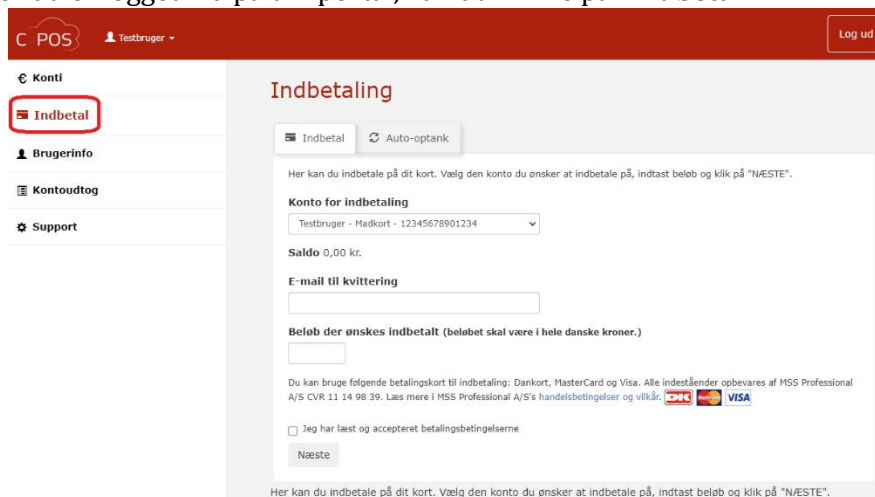 C POS
Testbruger
Log ud
Konti
Indbetal
Brugerinfo
Kontoudtog
Support
Indbetaling
Indbetal
Auto-optank
Her kan du indbetale på dit kort. Vælg den konto du ønsker at indbetale på, indtast beløb og klik på "NÆSTE".
Konto for indbetaling
Testbruger - Madkort - 12345678901234
Saldo 0,00 kr.
E-mail til kvittering
Beløb der ønskes indbetalt (beløbet skal være i hele danske kroner.)
Du kan bruge følgende betalingskort til indbetaling: Dankort, MasterCard og Visa. Alle indeståender opbevares af MSS Professional
A/S CVR 11 14 98 39. Læs mere i MSS Professional A/S's handelsbetingelser og vilkår. VISA
Jeg har læst og accepteret betalingsbetingelserne
Næste
Her kan du indbetale på dit kort. Vælg den konto du ønsker at indbetale på, indtast beløb og klik på "NÆSTE".